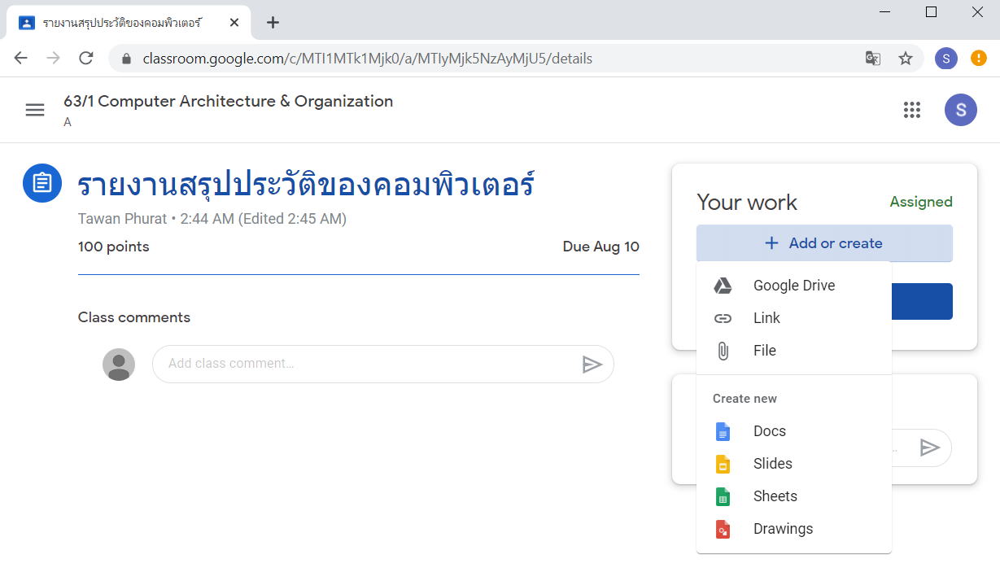 รายงานสรุปประวัติของคอมพิวเตอร์
classroom.google.com/c/MTI1MTk1Mjk0/a/MTIyMjk5NzAyMjU5/details
S
63/1 Computer Architecture & Organization
A
S
รายงานสรุปประวัติของคอมพิวเตอร์
Tawan Phurat • 2:44 AM (Edited 2:45 AM)
100 points
Due Aug 10
Class comments
Add class comment...
Your work
Assigned
+ Add or create
Google Drive
Link
File
Create new
Docs
Slides
Sheets
Drawings